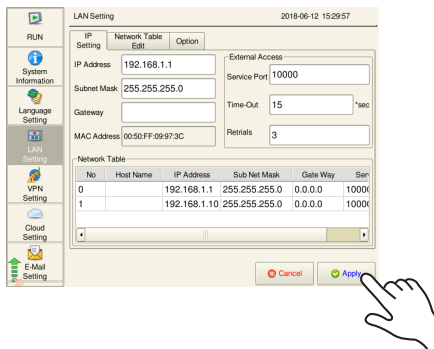 LAN Setting 2018-06-12 15:29:57
RUN
System
Information
Language
Setting
LAN
Setting
VPN
Setting
Cloud
Setting
E-Mail
Setting
IP
Setting
Network Table
Edit
Option
IP Address 192.168.1.1
Subnet Mask 255.255.255.0
Gateway
MAC Address 00:50:FF:09:97:3C
External Access
Service Port 10000
Time-Out 15 *sec
Retrials 3
Network Table
No Host Name IP Address Sub Net Mask Gate Way Serv
0 192.168.1.1 255.255.255.0 0.0.0.0 10000
1 192.168.1.10 255.255.255.0 0.0.0.0 10000
Cancel Apply